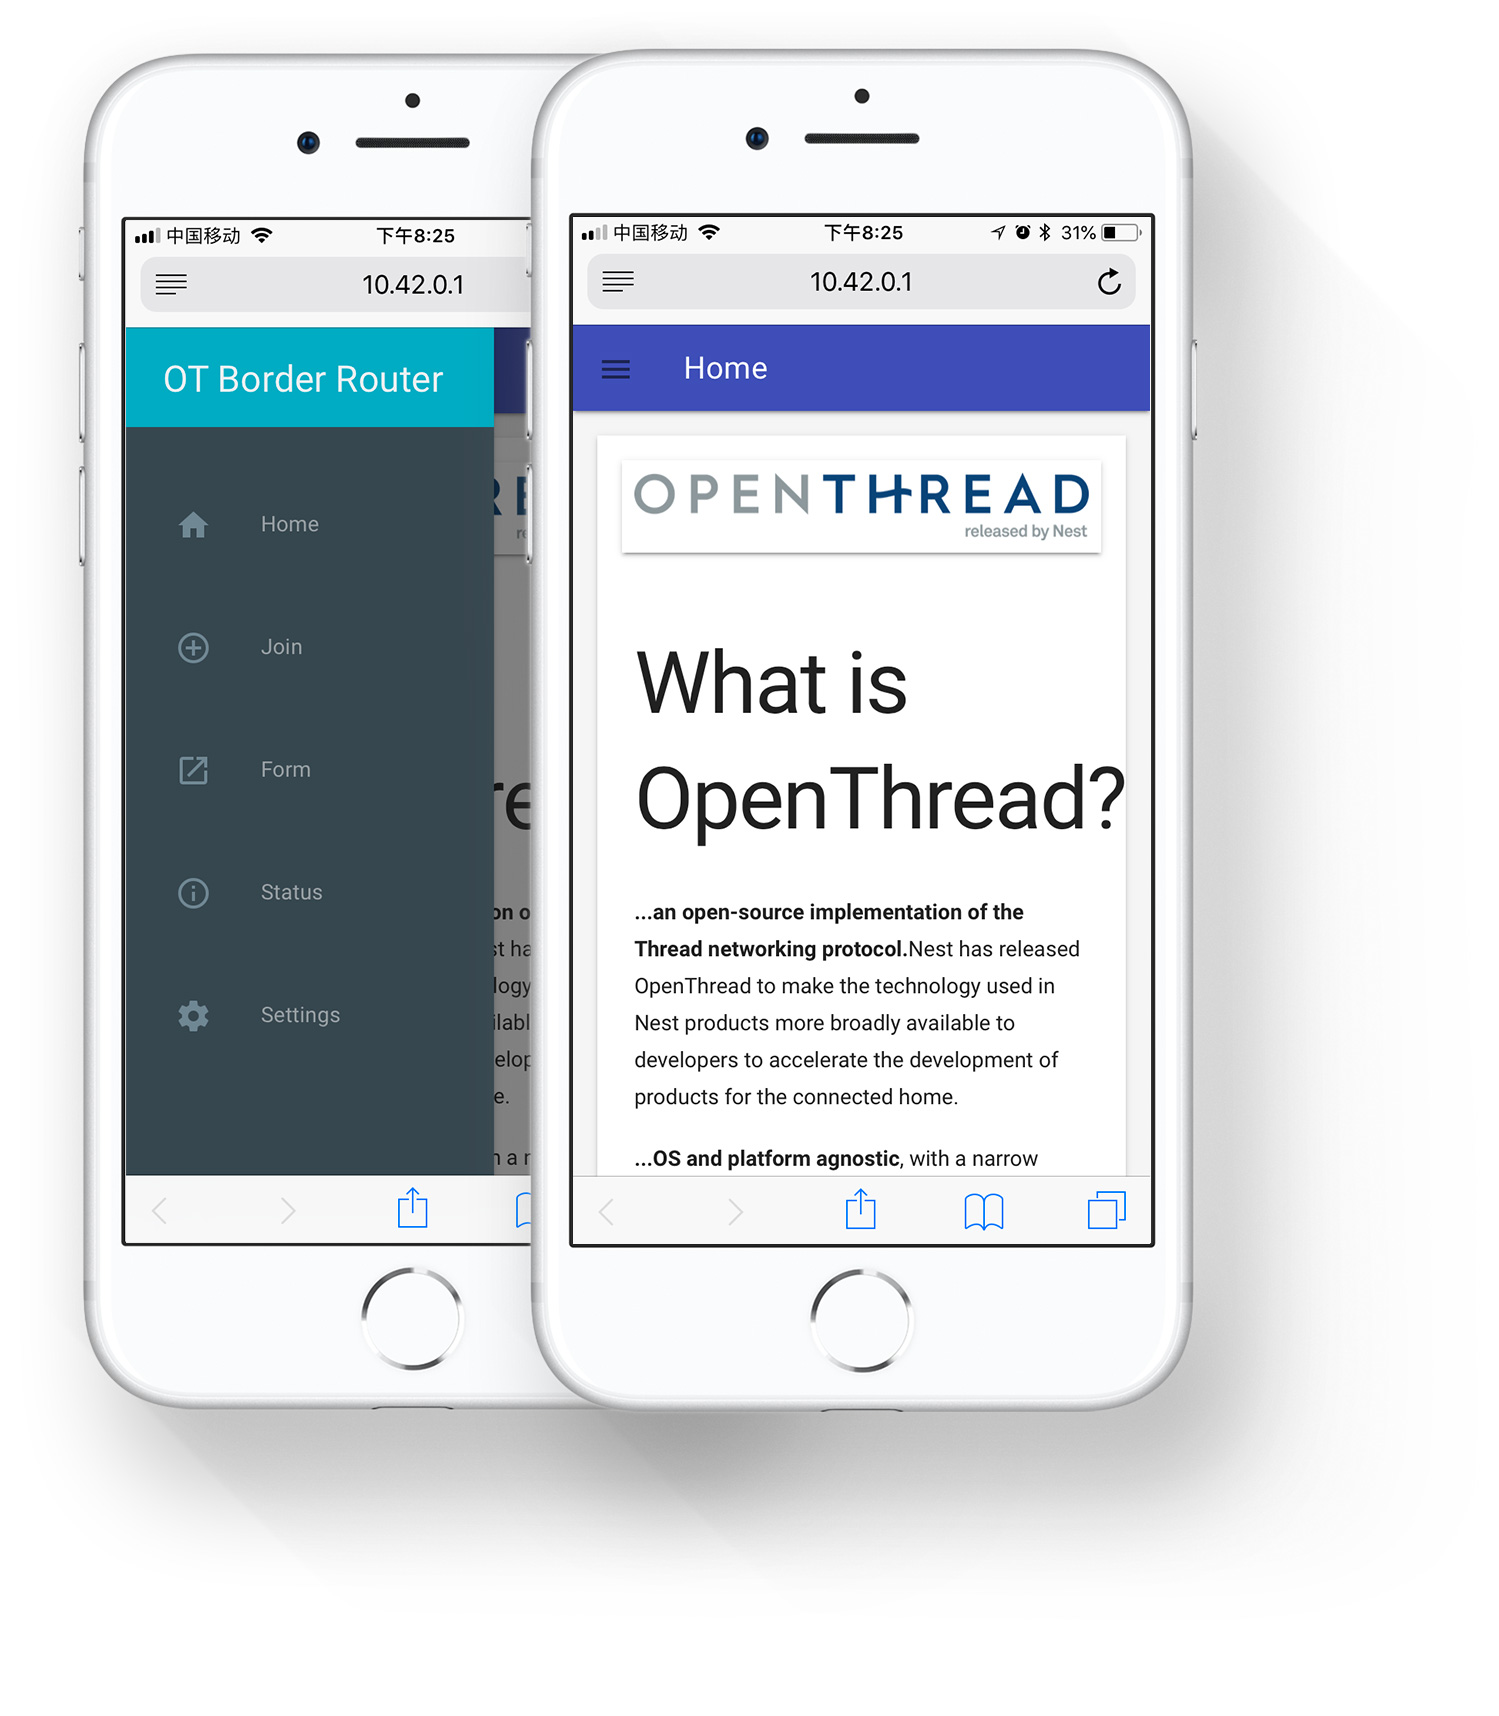 中国移动
下午8:25
10.42.0.1
OT Border Router
Home
Join
Form
Status
Settings
中国移动
下午8:25
31%
10.42.0.1
Home
OPENTHREAD
released by Nest
What is
OpenThread?
...an open-source implementation of the
Thread networking protocol.Nest has released
OpenThread to make the technology used in
Nest products more broadly available to
developers to accelerate the development of
products for the connected home.
...OS and platform agnostic, with a narrow